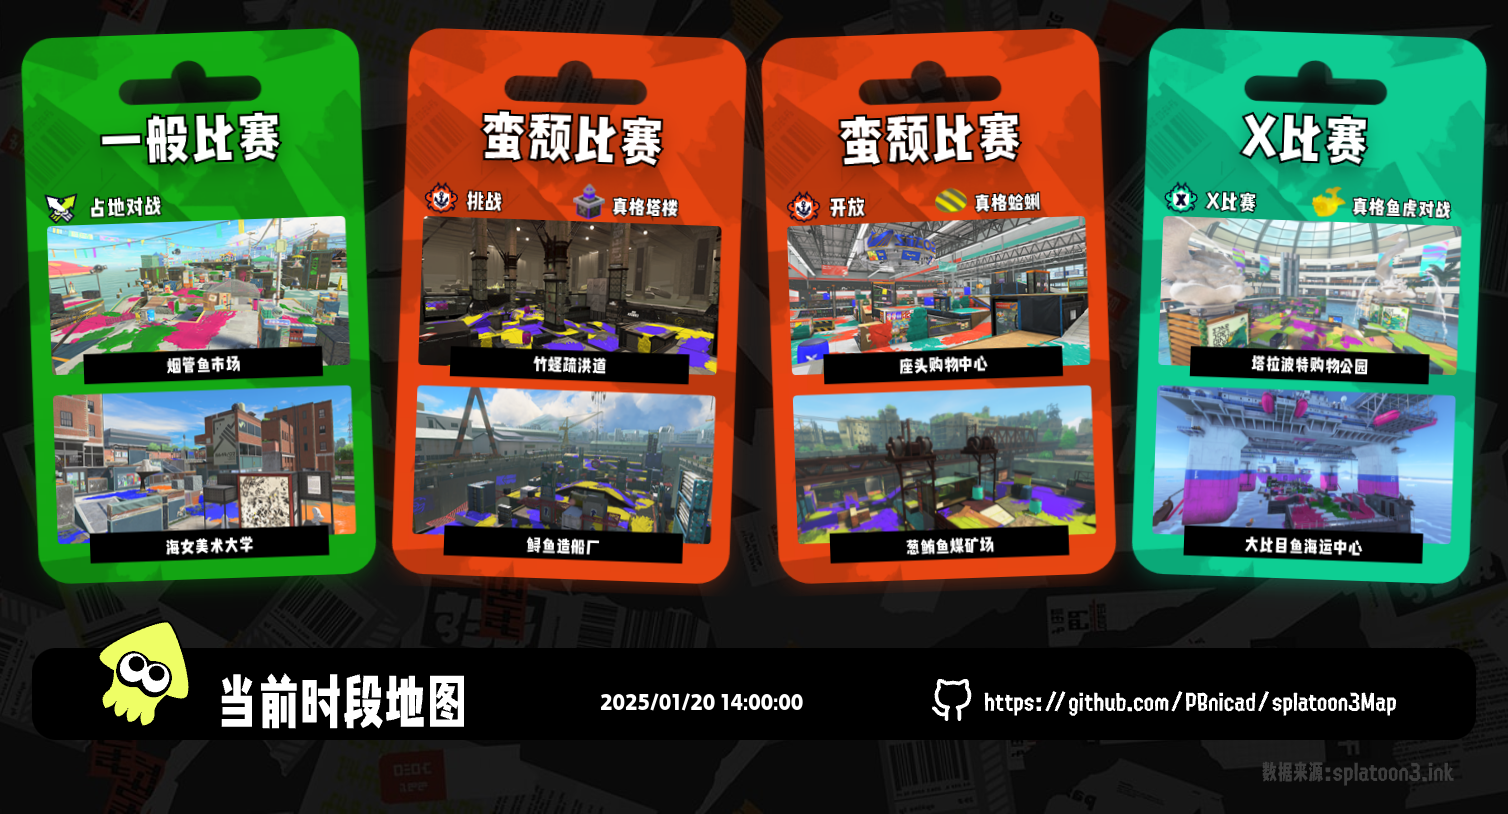 一般比赛
占地对战
烟管鱼市场
海女美术大学
蛮颓比赛
挑战
真格塔楼
竹蛏疏洪道
鲟鱼造船厂
蛮颓比赛
开放
真格蛤蜊
座头购物中心
葱鲔鱼煤矿场
X比赛
X比赛
真格鱼虎对战
塔拉波特购物公园
大比目鱼海运中心
当前时段地图
2025/01/20 14:00:00
https://github.com/PBnicad/splatoon3Map
数据来源:splatoon3.ink